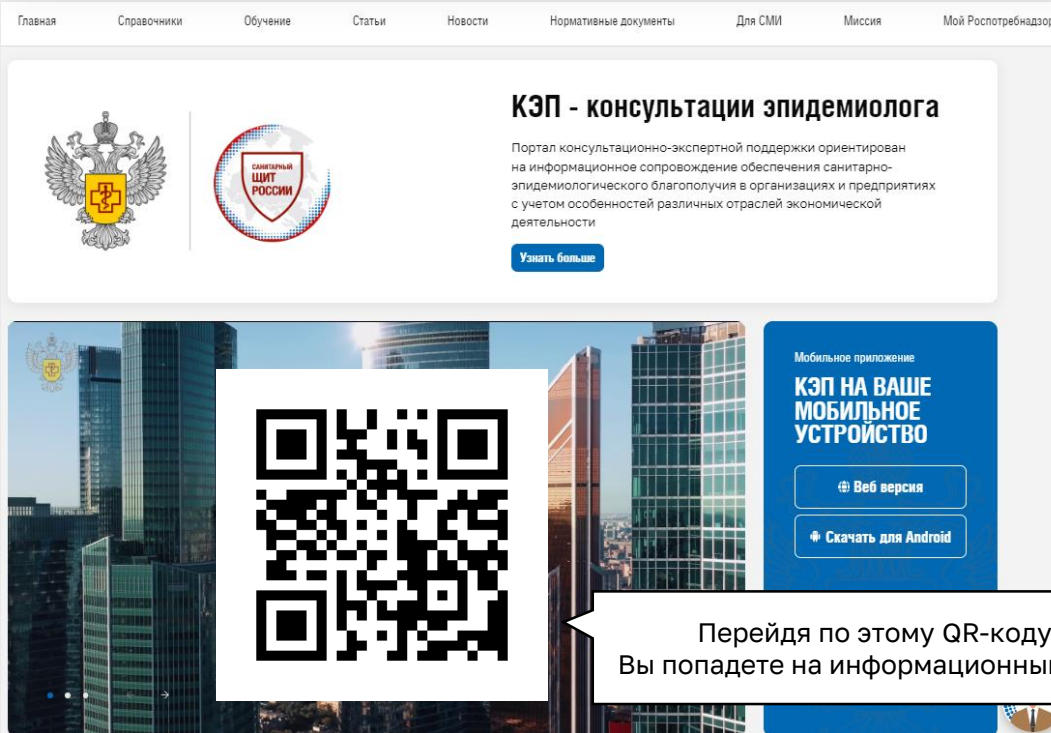 Главная Справочники Обучение Статьи Новости Нормативные документы Для СМИ Миссия Мой Роспотребнадзор
КЭП - консультации эпидемиолога
Портал консультационно-экспертной поддержки ориентирован
на информационное сопровождение обеспечения санитарно-
эпидемиологического благополучия в организациях и предприятиях
с учетом особенностей различных отраслей экономической
деятельности
Узнать больше
САНИТАРНЫЙ
ЩИТ
РОССИИ
Мобильное приложение
КЭП НА ВАШЕ
МОБИЛЬНОЕ
УСТРОЙСТВО
Веб версия
Скачать для Android
Перейдя по этому QR-коду
Вы попадете на информационный